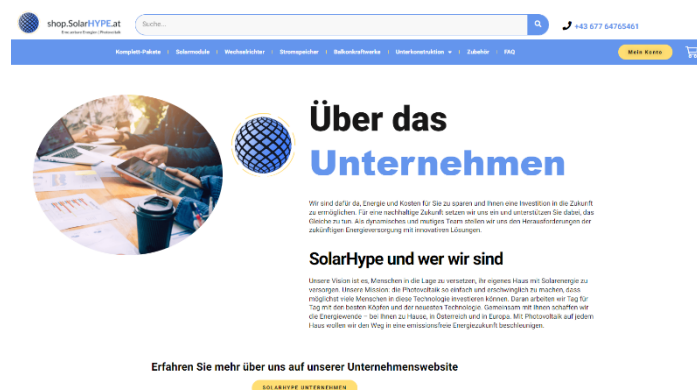 shop.SolarHYPE.at
Eine saubere Energie | Photovoltaik
Suche...
+43 677 64765461
Komplett-Pakete | Solarmodule | Wechselrichter | Stromspeicher | Balkonkraftwerke | Unterkonstruktion | Zubehör | FAQ
Mein Konto
Über das
Unternehmen
Wir sind dafür da, Energie und Kosten für Sie zu sparen und Ihnen eine Investition in die Zukunft
zu ermöglichen. Für eine nachhaltige Zukunft setzen wir uns ein und unterstützen Sie dabei, das
Gleiche zu tun. Als dynamisches und mutiges Team stellen wir uns den Herausforderungen der
zukünftigen Energieversorgung mit innovativen Lösungen.
SolarHype und wer wir sind
Unsere Vision ist es, Menschen in die Lage zu versetzen, ihr eigenes Haus mit Solarenergie zu
versorgen. Unsere Mission: die Photovoltaik so einfach und erschwinglich zu machen, dass
möglichst viele Menschen in diese Technologie investieren können. Daran arbeiten wir Tag für
Tag mit den besten Köpfen und der neuesten Technologie. Gemeinsam mit Ihnen schaffen wir
die Energiewende – bei Ihnen zu Hause, in Österreich und in Europa. Mit Photovoltaik auf jedem
Haus wollen wir den Weg in eine emissionsfreie Energiezukunft beschleunigen.
Erfahren Sie mehr über uns auf unserer Unternehmenswebsite
SOLARHYPE UNTERNEHMEN